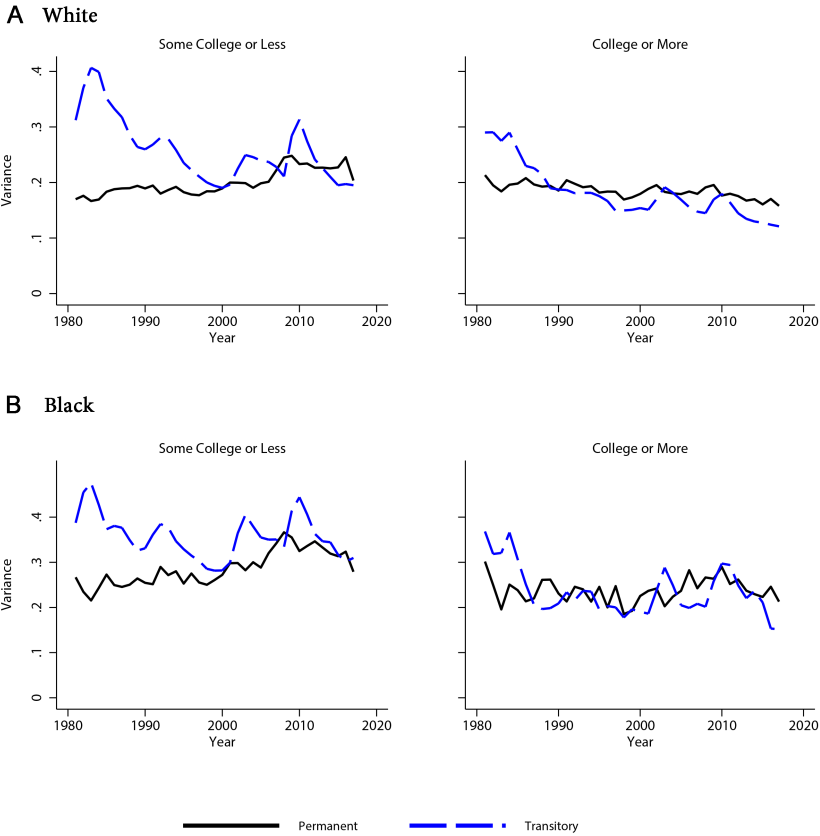 A White
Some College or Less
College or More
Variance
.4
.3
.2
.1
0
1980 1990 2000 2010 2020
Year
1980 1990 2000 2010 2020
Year
B Black
Some College or Less
College or More
Variance
.4
.3
.2
.1
0
1980 1990 2000 2010 2020
Year
1980 1990 2000 2010 2020
Year
Permanent
Transitory